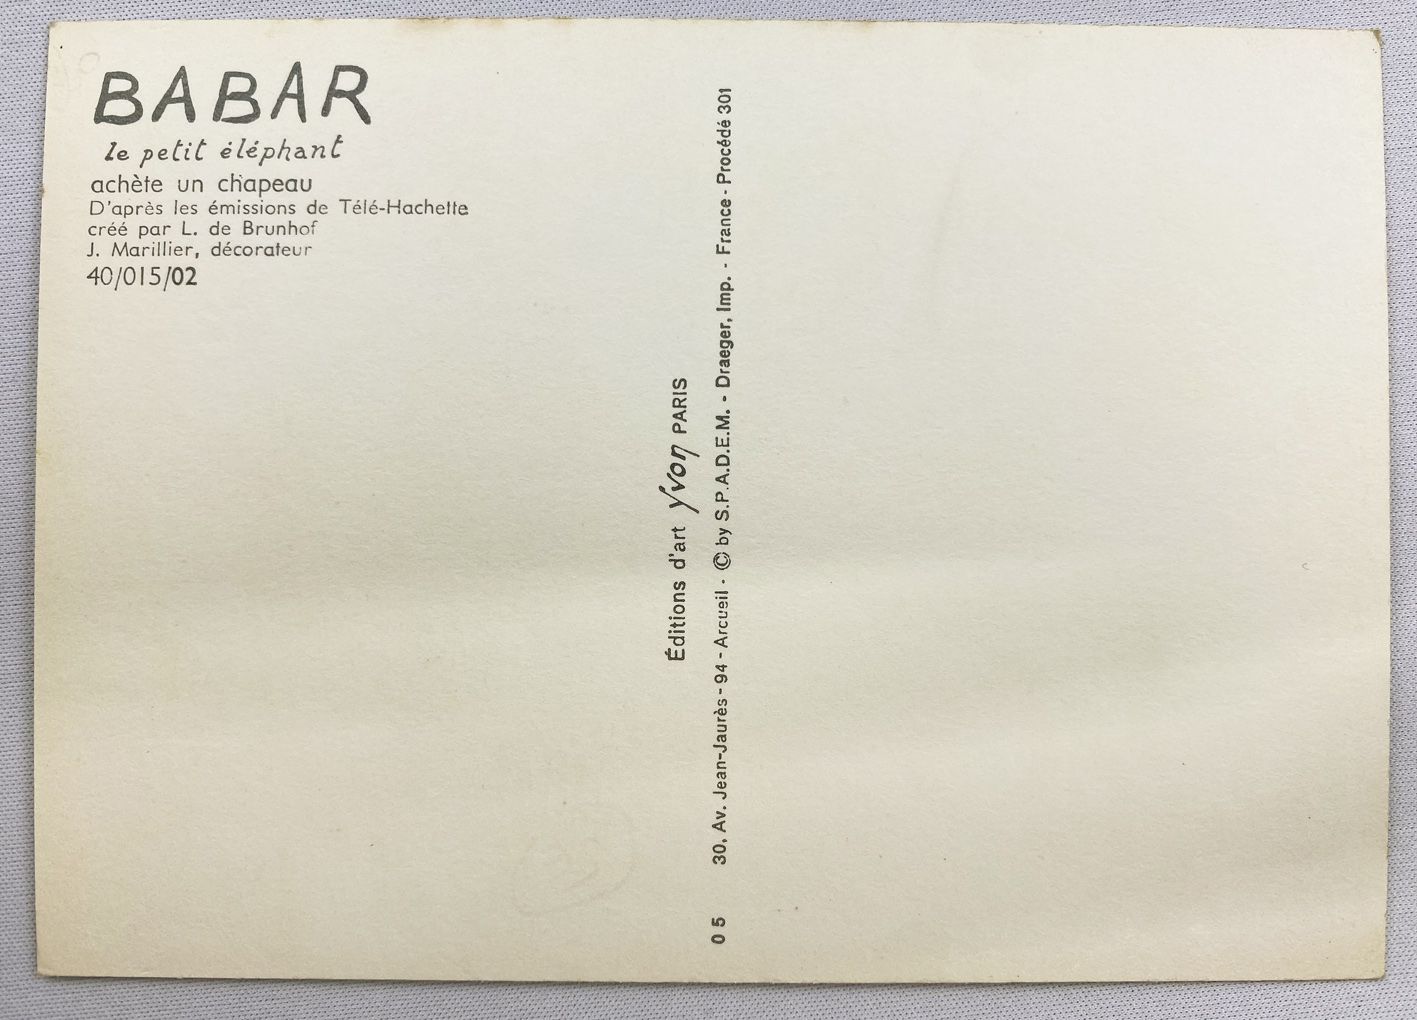 BABAR
le petit éléphant
achète un chapeau
D'après les émissions de Télé-Hachette
créé par L. de Brunhof
J. Marillier, décorateur
40/015/02
Éditions d'art yvon PARIS
05 30, Av. Jean-Jaurès - 94 - Arcueil - © by S.P.A.D.E.M. - Draeger, Imp. - France - Procédé 301